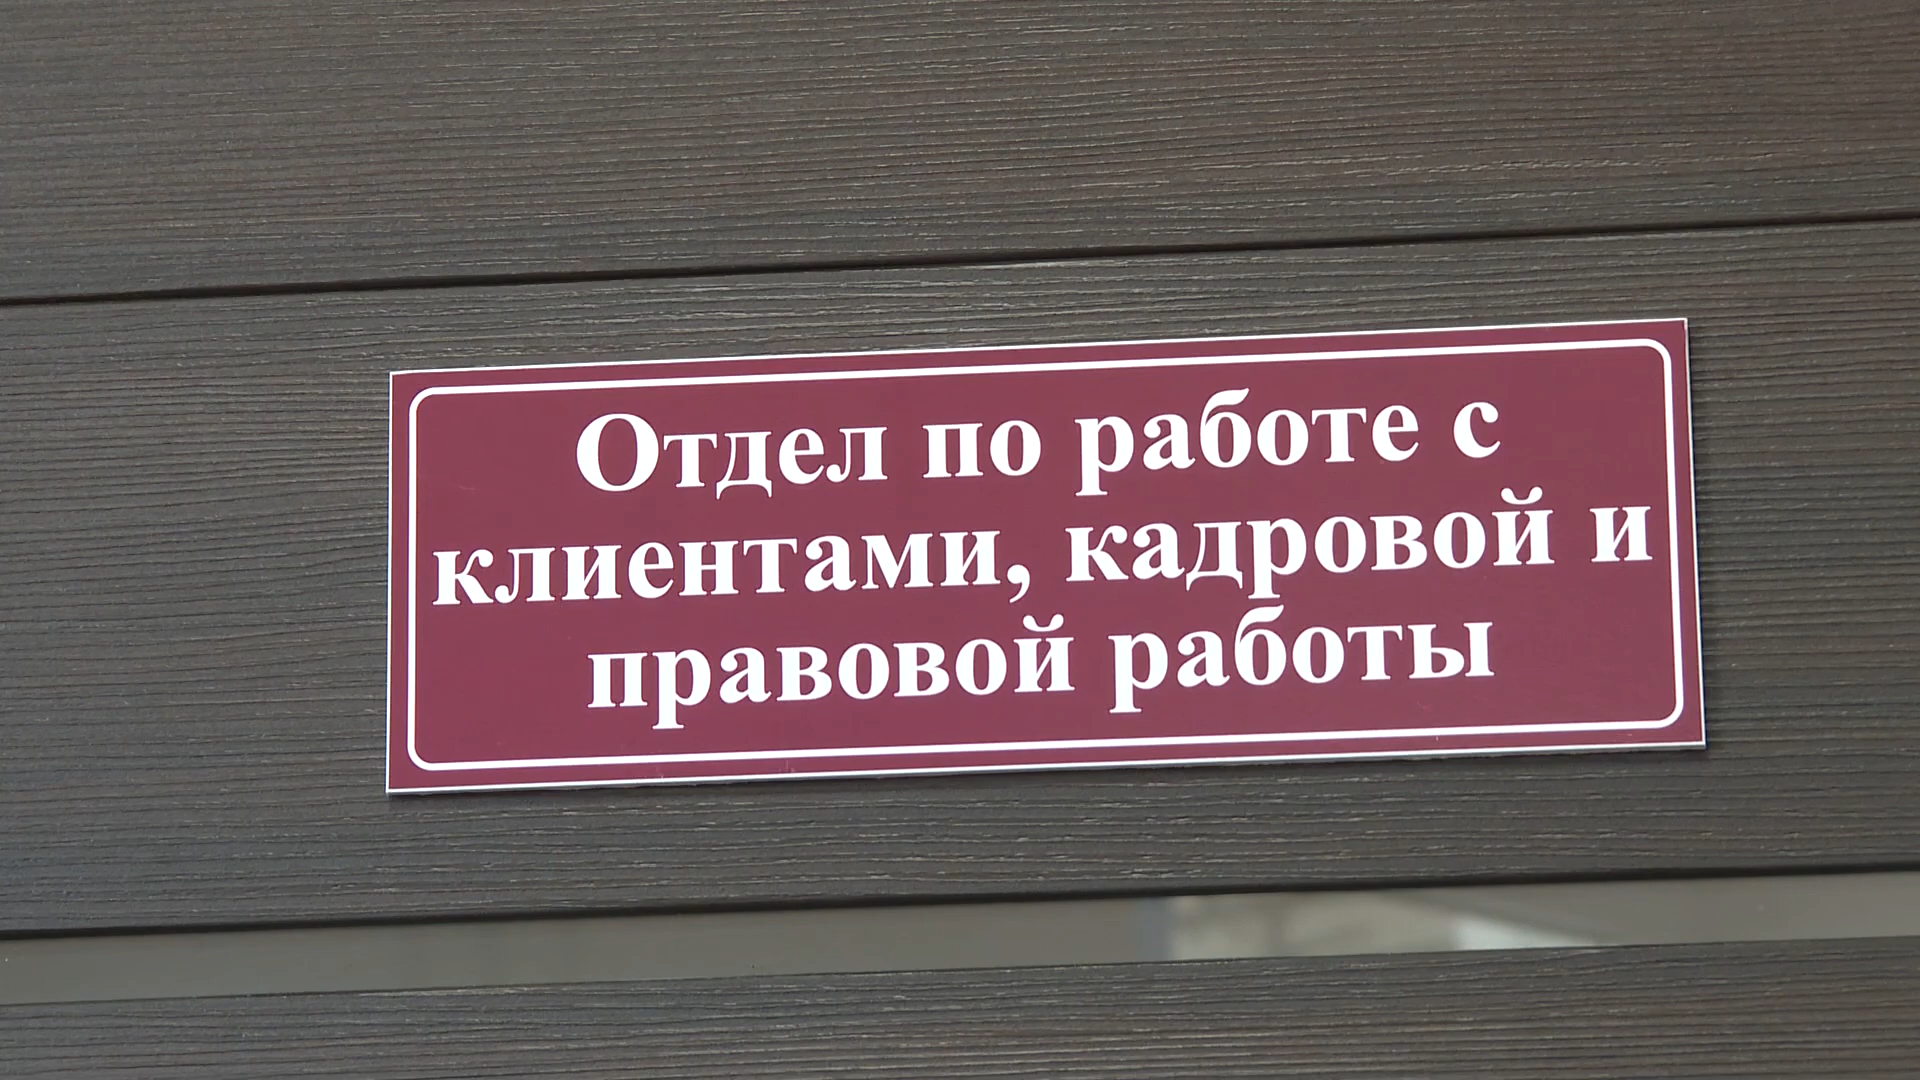 Отдел по работе с
клиентами, кадровой и
правовой работы